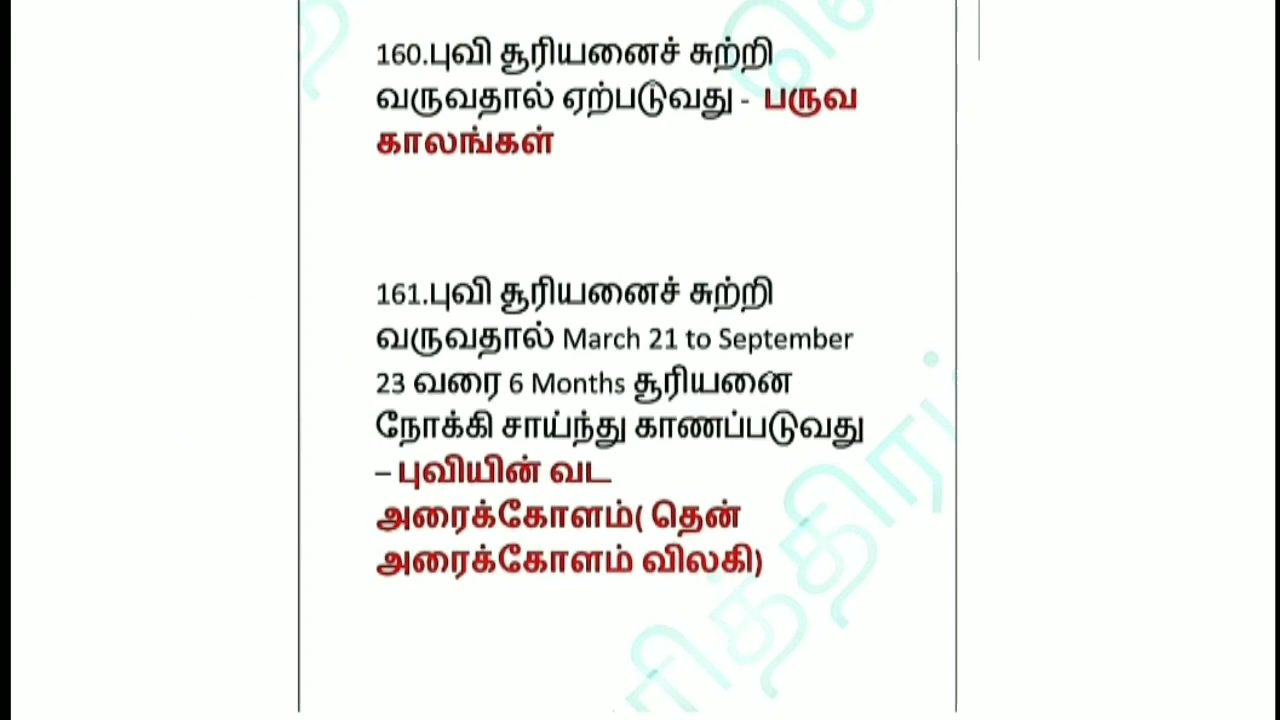 160.புவி சூரியனைச் சுற்றி
வருவதால் ஏற்படுவது - பருவ
காலங்கள்
161.புவி சூரியனைச் சுற்றி
வருவதால் March 21 to September
23 வரை 6 Months சூரியனை
நோக்கி சாய்ந்து காணப்படுவது
– புவியின் வட
அரைக்கோளம்( தென்
அரைக்கோளம் விலகி)